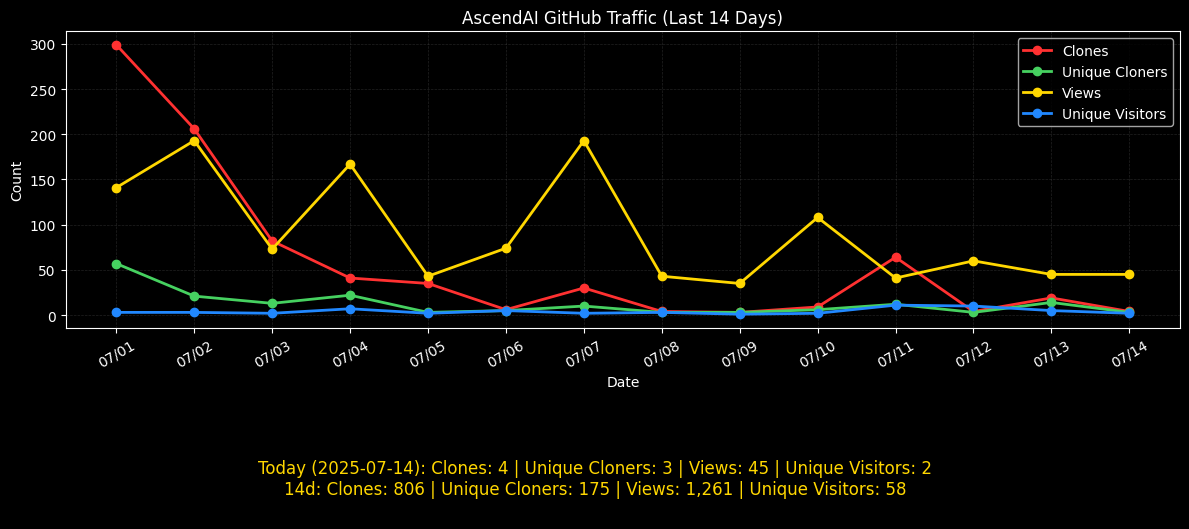 AscendAI GitHub Traffic (Last 14 Days)
Clones
Unique Cloners
Views
Unique Visitors
Count
300
250
200
150
100
50
0
07/01 07/02 07/03 07/04 07/05 07/06 07/07 07/08 07/09 07/10 07/11 07/12 07/13 07/14
Date
Today (2025-07-14): Clones: 4 | Unique Cloners: 3 | Views: 45 | Unique Visitors: 2
14d: Clones: 806 | Unique Cloners: 175 | Views: 1,261 | Unique Visitors: 58